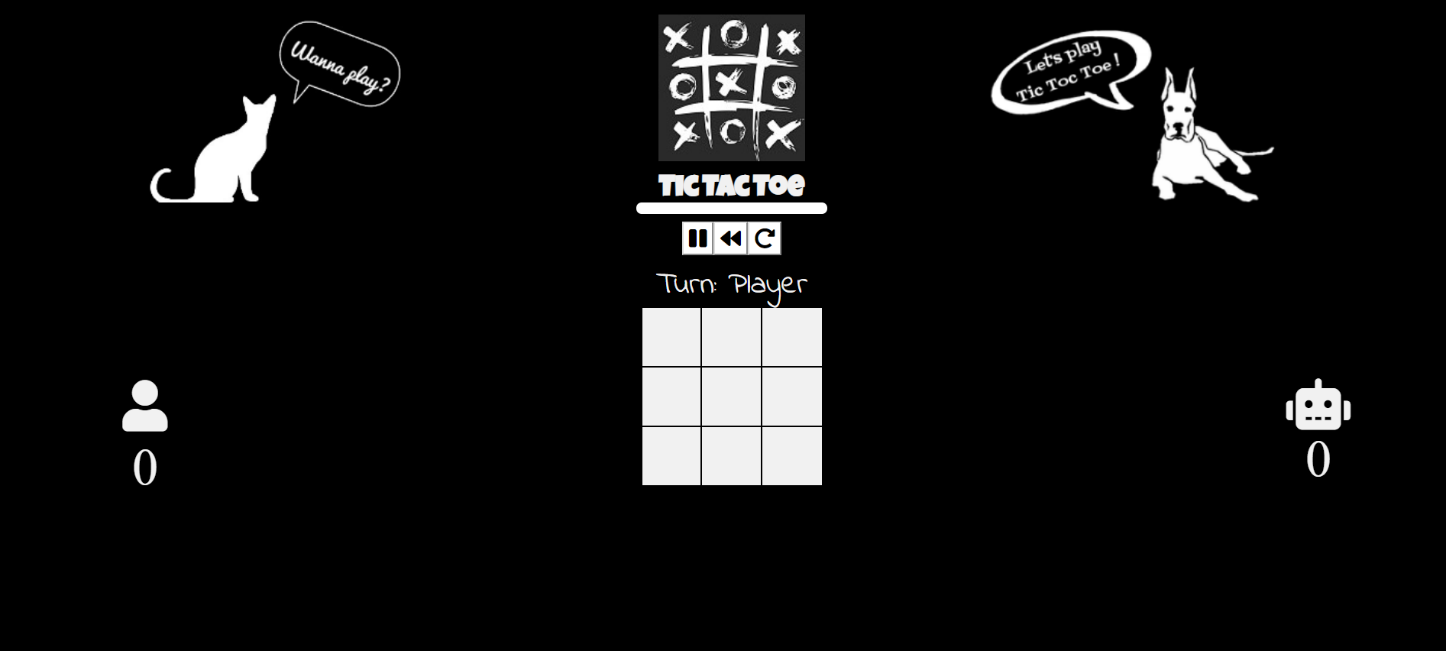 Wanna play?
Let's play
Tic Toc Toe !
TIC TAC TOE
Turn: Player
0
0